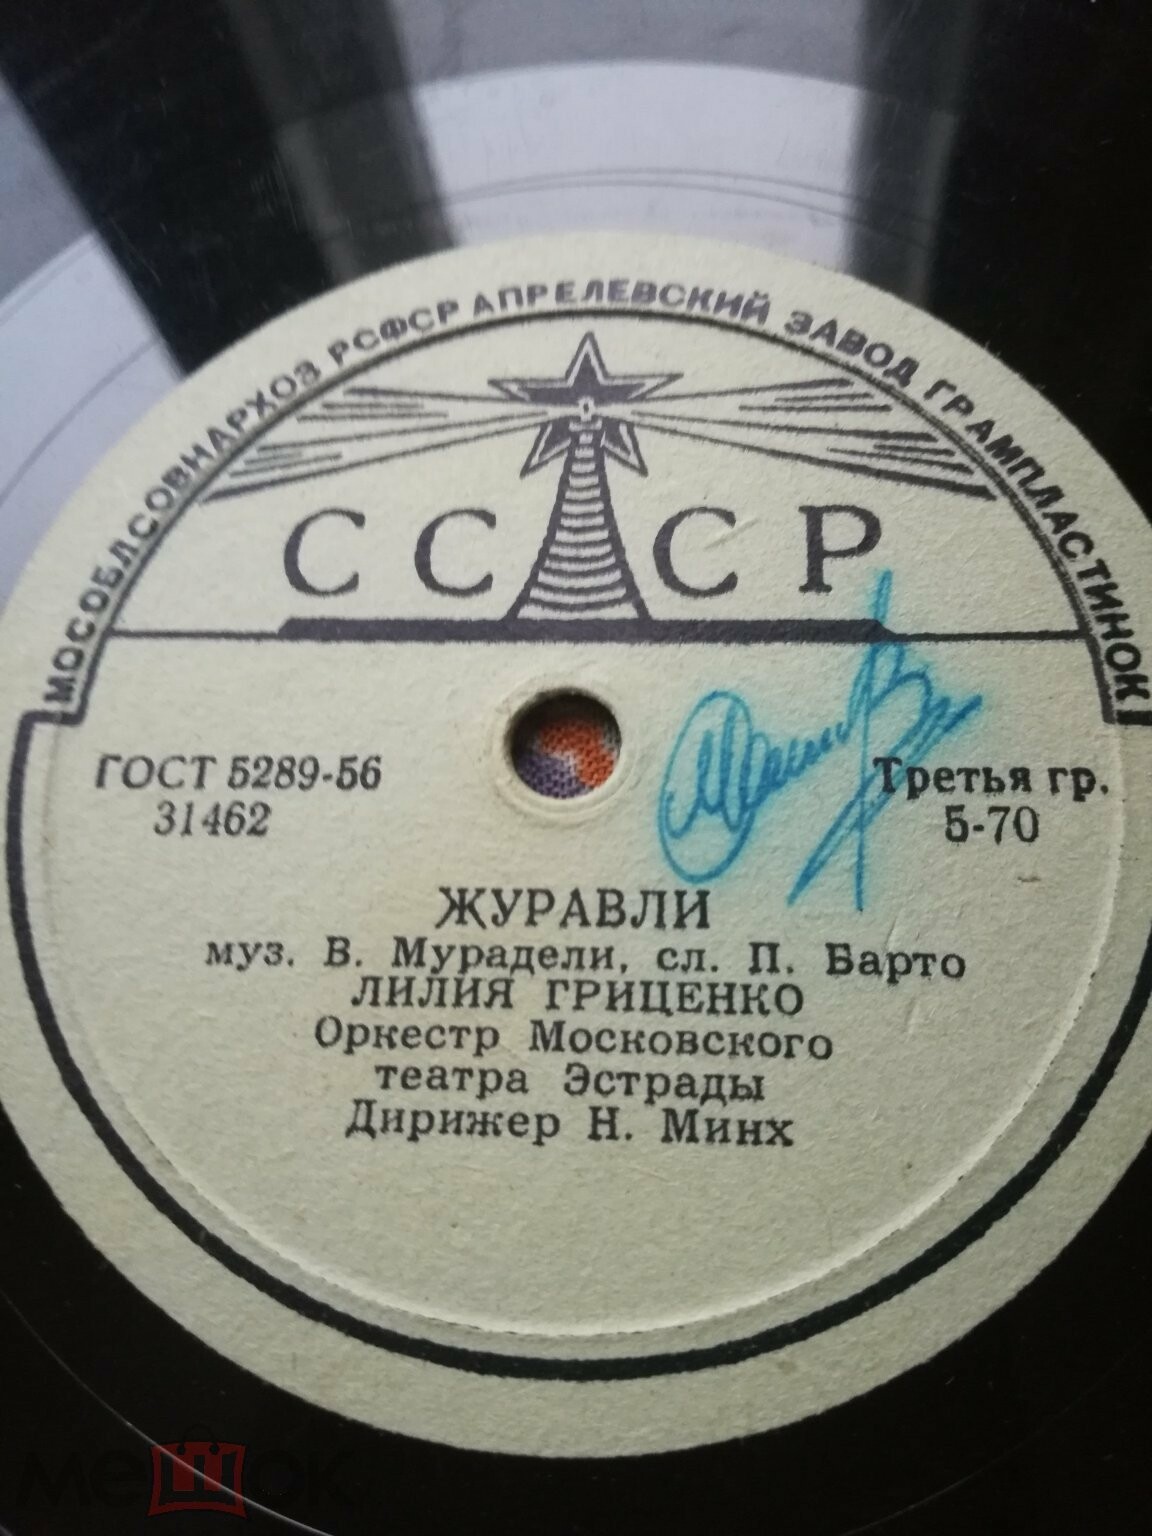 МОСОБЛСОВНАРХОЗ РСФСР АПРЕЛЕВСКИЙ ЗАВОД ГРАМПЛАСТИНОК
СССР
ГОСТ 5289-56
31462
Третья гр.
5-70
ЖУРАВЛИ
муз. В. Мурадели, сл. П. Барто
ЛИЛИЯ ГРИЦЕНКО
Оркестр Московского
театра Эстрады
Дирижер Н. Минх
мешок